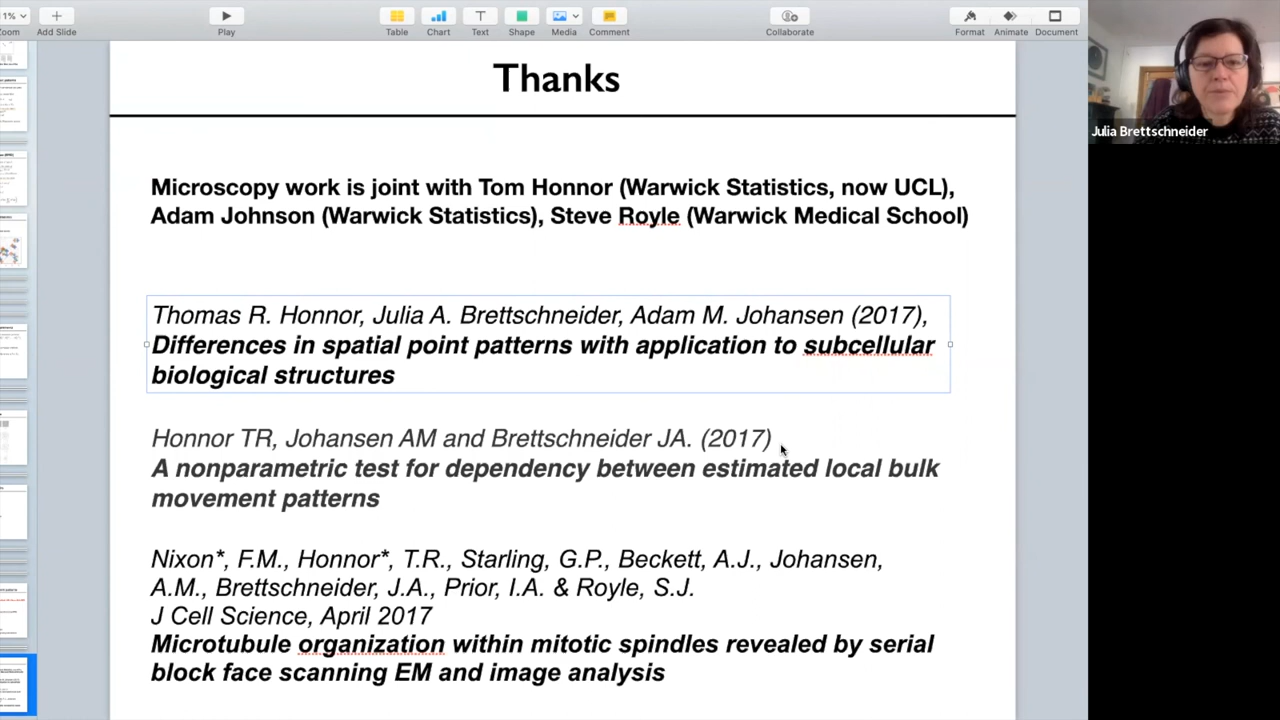 1%
Zoom
Add Slide
Play
Table
Chart
Text
Shape
Media
Comment
Collaborate
Format
Animate
Document
Julia Brettschneider
Thanks
Microscopy work is joint with Tom Honnor (Warwick Statistics, now UCL),
Adam Johnson (Warwick Statistics), Steve Royle (Warwick Medical School)
Thomas R. Honnor, Julia A. Brettschneider, Adam M. Johansen (2017),
Differences in spatial point patterns with application to subcellular
biological structures
Honnor TR, Johansen AM and Brettschneider JA. (2017)
A nonparametric test for dependency between estimated local bulk
movement patterns
Nixon*, F.M., Honnor*, T.R., Starling, G.P., Beckett, A.J., Johansen,
A.M., Brettschneider, J.A., Prior, I.A. & Royle, S.J.
J Cell Science, April 2017
Microtubule organization within mitotic spindles revealed by serial
block face scanning EM and image analysis